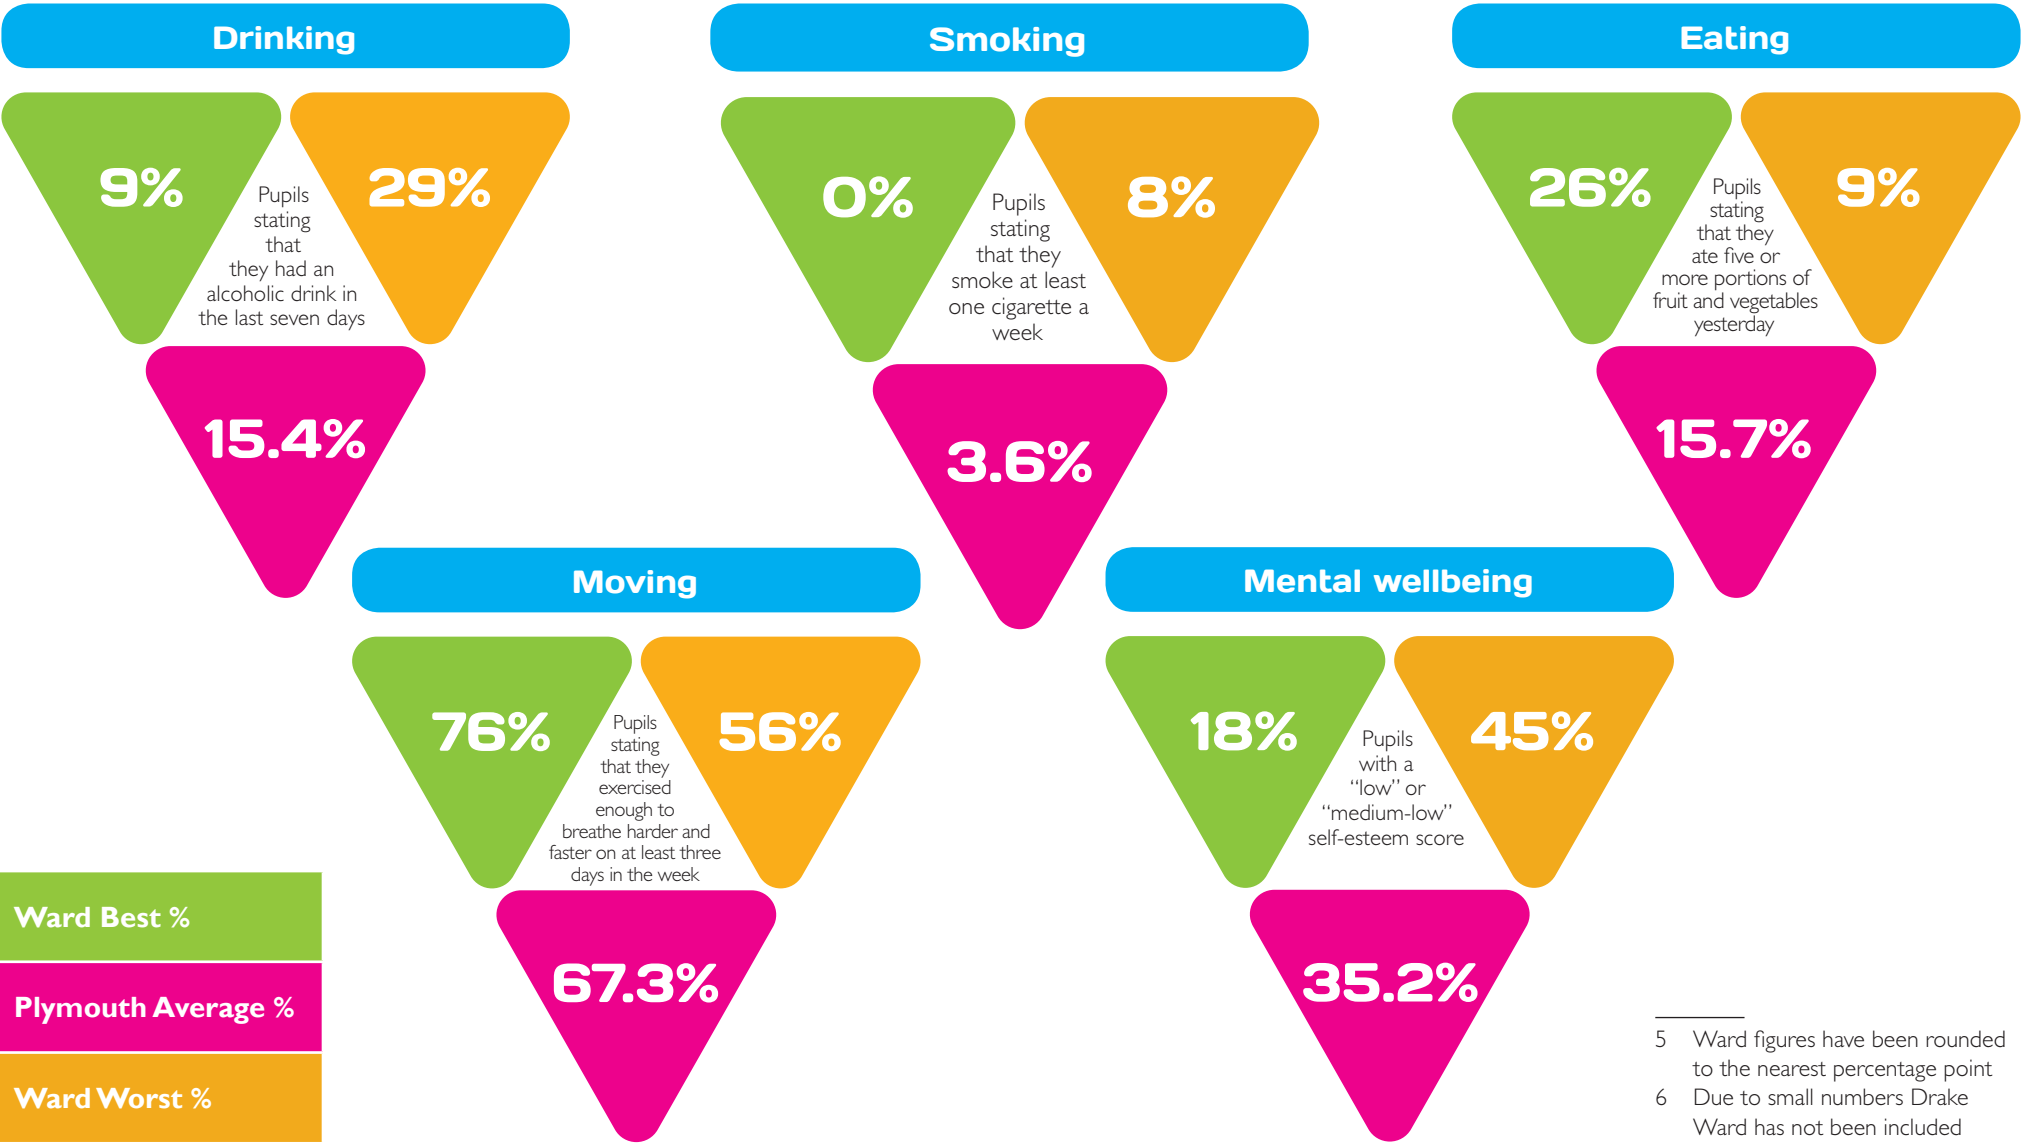 Drinking
9%
29%
Pupils
stating
that
they had an
alcoholic drink in
the last seven days
15.4%
Smoking
0%
8%
Pupils
stating
that they
smoke at least
one cigarette a
week
3.6%
Eating
26%
9%
Pupils
stating
that they
ate five or
more portions of
fruit and vegetables
yesterday
15.7%
Moving
76%
56%
Pupils
stating
that they
exercised
enough to
breathe harder and
faster on at least three
days in the week
67.3%
Mental wellbeing
18%
45%
Pupils
with a
“low” or
“medium-low”
self-esteem score
35.2%
Ward Best %
Plymouth Average %
Ward Worst %
5 Ward figures have been rounded
to the nearest percentage point
6 Due to small numbers Drake
Ward has not been included